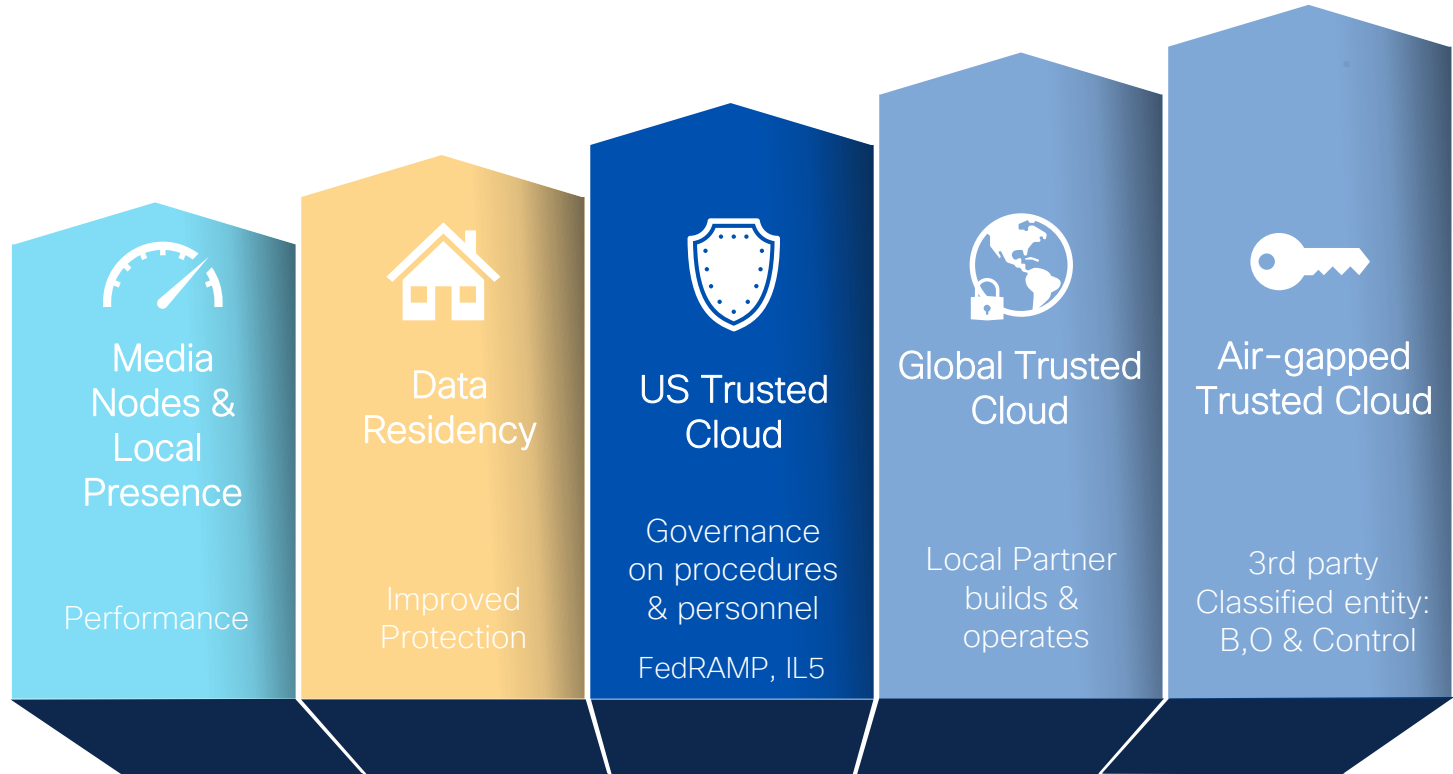 Media
Nodes &
Local
Presence
Performance
Data
Residency
Improved
Protection
US Trusted
Cloud
Governance
on procedures
& personnel
FedRAMP, IL5
Global Trusted
Cloud
Local Partner
builds &
operates
Air-gapped
Trusted Cloud
3rd party
Classified entity:
B,O & Control